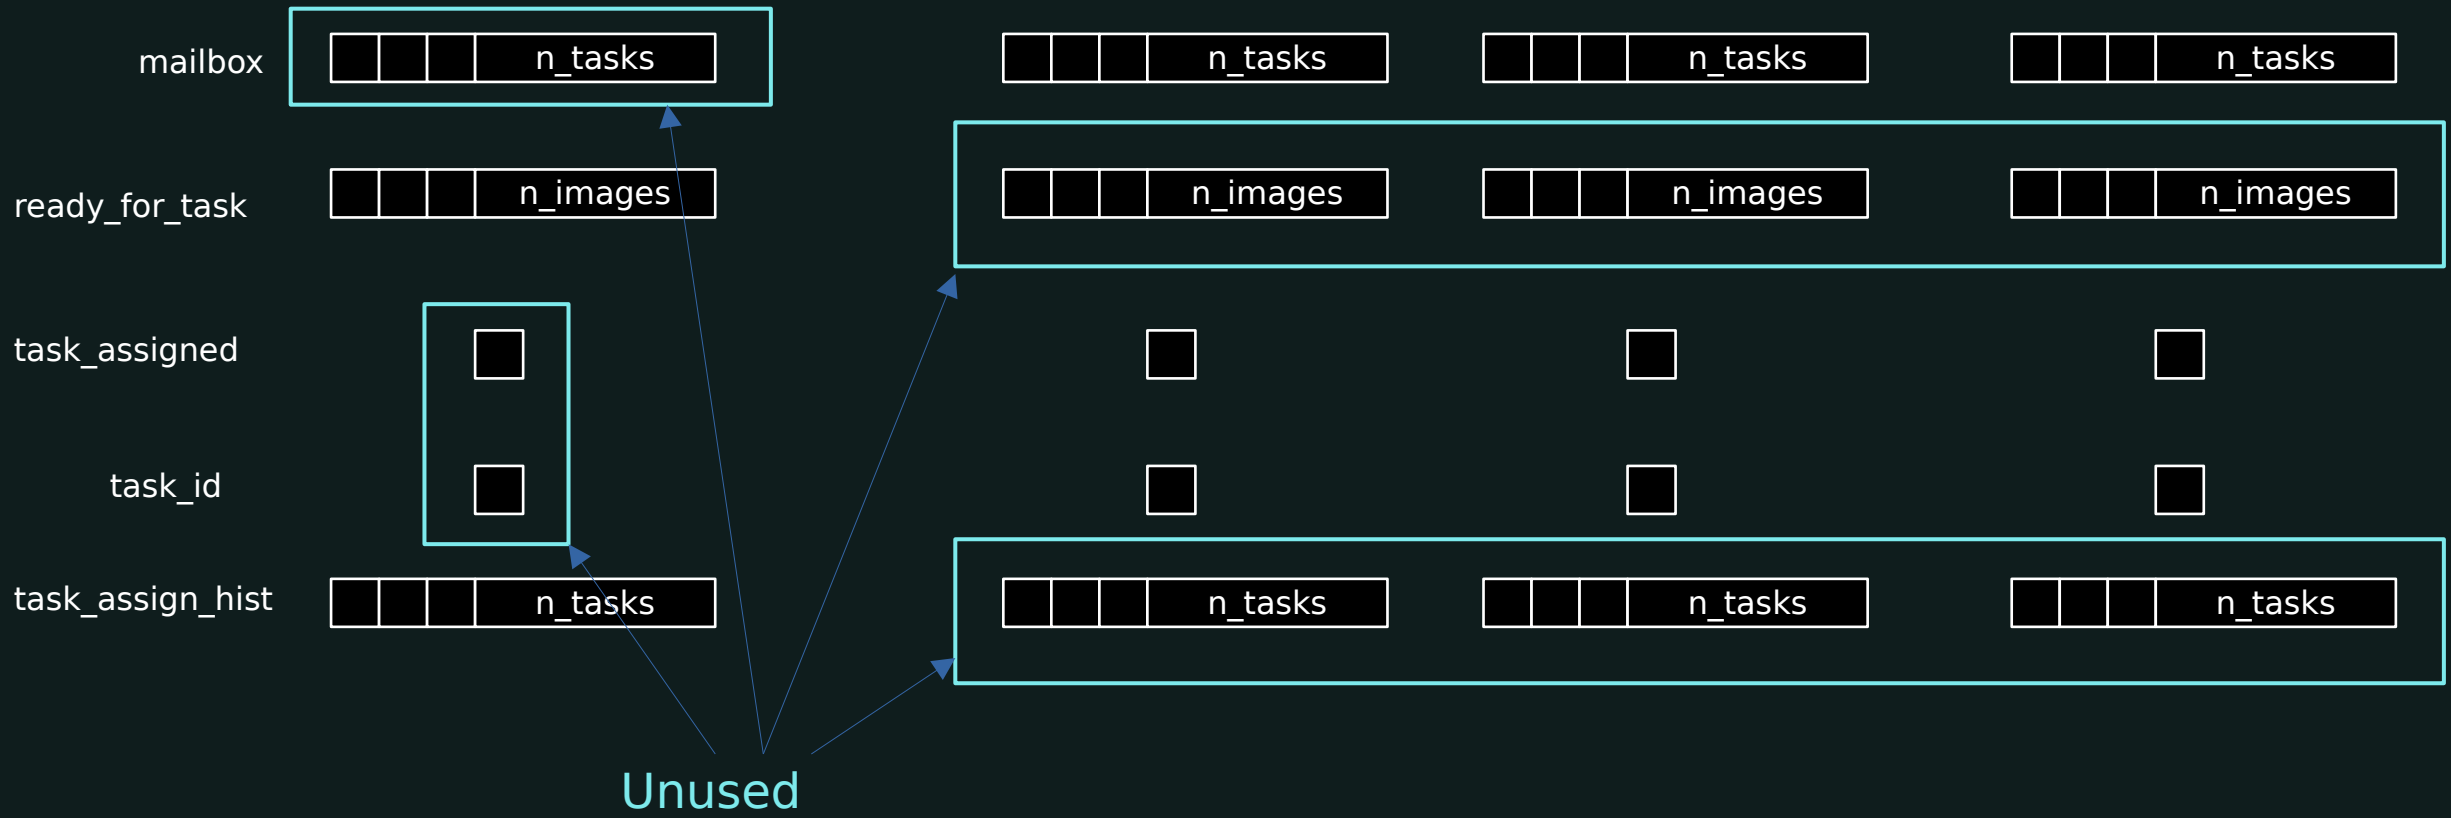 mailbox n_tasks n_tasks n_tasks n_tasks
ready_for_task n_images n_images n_images n_images
task_assigned
task_id
task_assign_hist n_tasks n_tasks n_tasks n_tasks
Unused